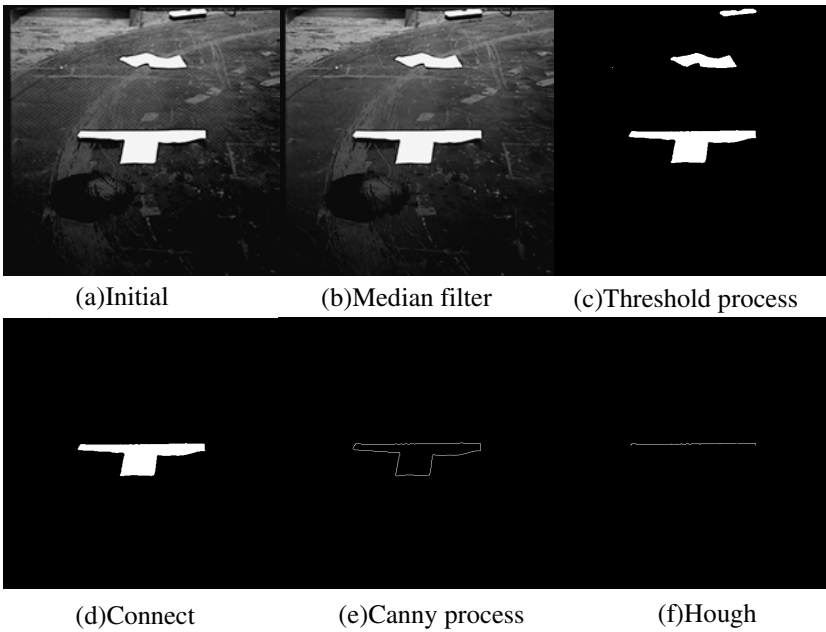 (a)Initial
(b)Median filter
(c)Threshold process
(d)Connect
(e)Canny process
(f)Hough